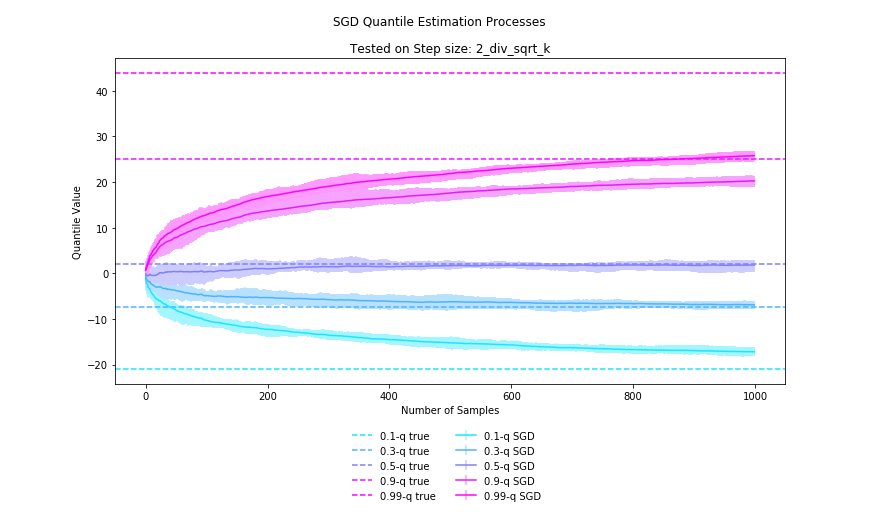 SGD Quantile Estimation Processes
Tested on Step size: 2_div_sqrt_k
40
30
20
10
0
−10
−20
Quantile Value
0
200
400
600
800
1000
Number of Samples
0.1-q true
0.3-q true
0.5-q true
0.9-q true
0.99-q true
0.1-q SGD
0.3-q SGD
0.5-q SGD
0.9-q SGD
0.99-q SGD